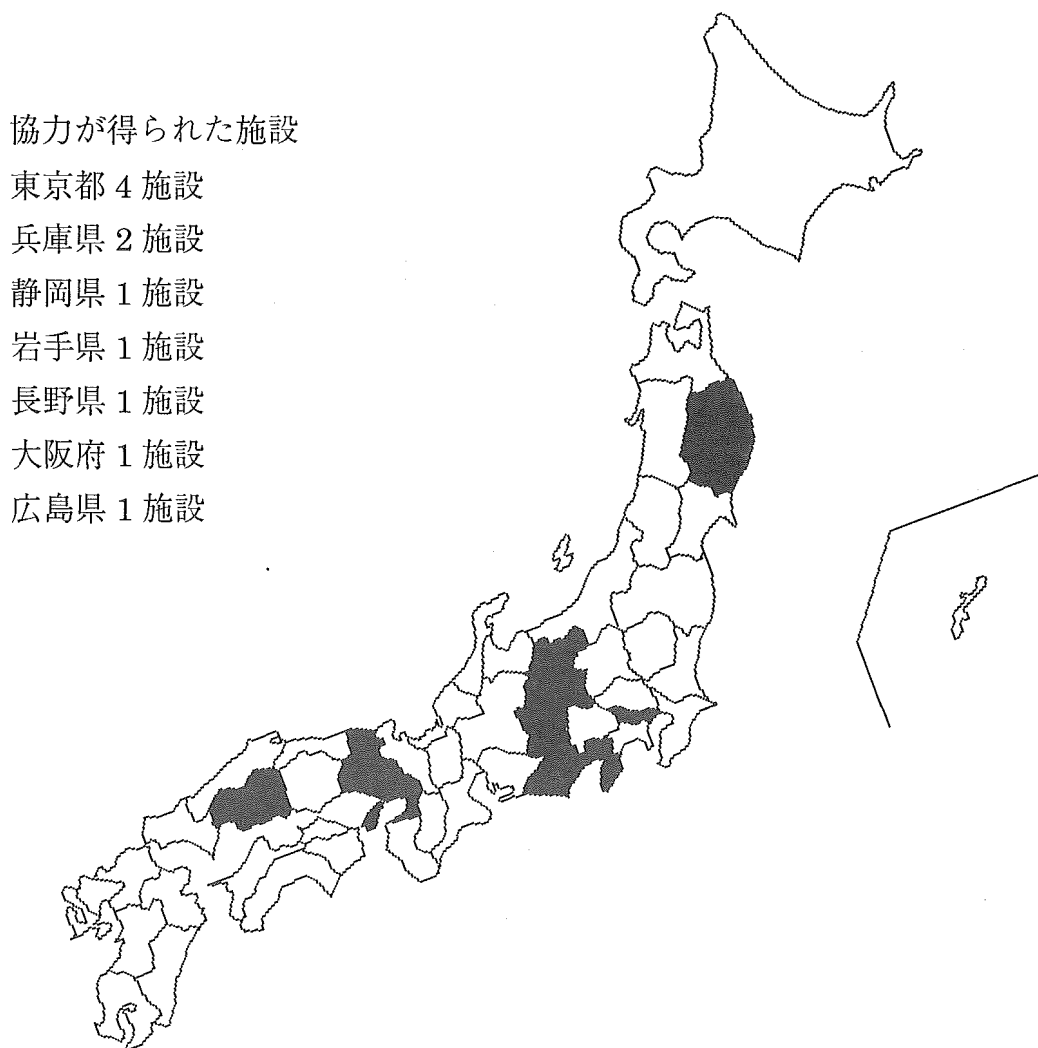 協力が得られた施設
東京都 4 施設
兵庫県 2 施設
静岡県 1 施設
岩手県 1 施設
長野県 1 施設
大阪府 1 施設
広島県 1 施設